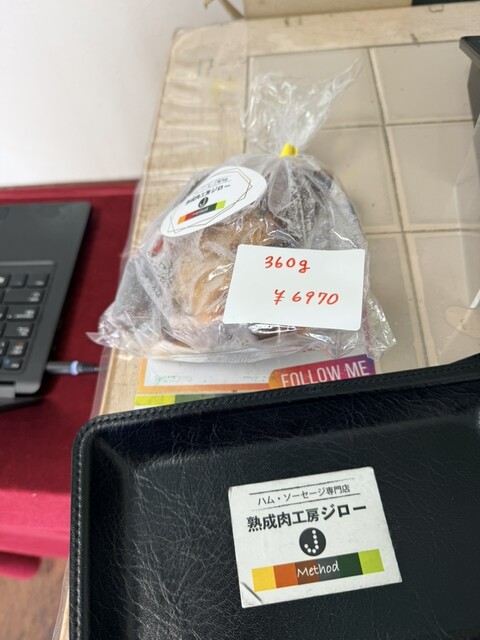 熟成肉工房ジロー
Method
360g
¥6970
FOLLOW ME
ハム・ソーセージ専門店
熟成肉工房ジロー
Method